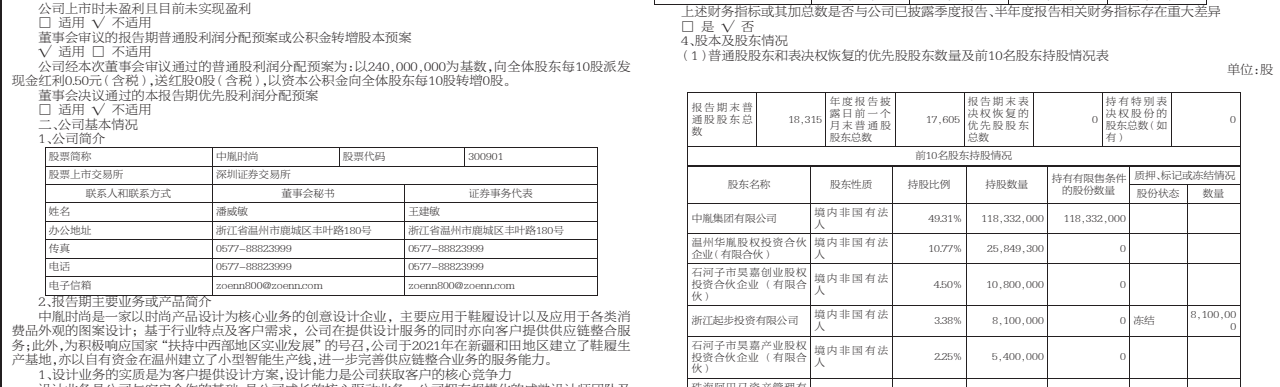 公司上市时未盈利且目前未实现盈利
□ 适用 √ 不适用
董事会审议的报告期普通股利润分配预案或公积金转增股本预案
√ 适用 □ 不适用
公司经本次董事会审议通过的普通股利润分配预案为：以240,000,000为基数，向全体股东每10股派发
现金红利0.50元（含税），送红股0股（含税），以资本公积金向全体股东每10股转增0股。
董事会决议通过的本报告期优先股利润分配预案
□ 适用 √ 不适用
二、公司基本情况
1、公司简介
股票简称 中胤时尚 股票代码 300901
股票上市交易所 深圳证券交易所
联系人和联系方式 董事会秘书 证券事务代表
姓名 潘威敏 王建敏
办公地址 浙江省温州市鹿城区丰叶路180号 浙江省温州市鹿城区丰叶路180号
传真 0577-88823999 0577-88823999
电话 0577-88823999 0577-88823999
电子信箱 zoenn800@zoenn.com zoenn800@zoenn.com
2、报告期主要业务或产品简介
中胤时尚是一家以时尚产品设计为核心业务的创意设计企业，主要应用于鞋履设计以及应用于各类消
费品外观的图案设计；基于行业特点及客户需求，公司在提供设计服务的同时亦向客户提供供应链整合服
务；此外，为积极响应国家“扶持中西部地区实业发展”的号召，公司于2021年在新疆和田地区建立了鞋履生
产基地，亦以自有资金在温州建立了小型智能生产线，进一步完善供应链整合业务的服务能力。
1、设计业务的实质是为客户提供设计方案，设计能力是公司获取客户的核心竞争力
上述财务指标或其加总数是否与公司已披露季度报告、半年度报告相关财务指标存在重大差异
□ 是 √ 否
4、股本及股东情况
（1）普通股股东和表决权恢复的优先股股东数量及前10名股东持股情况表
单位：股
报告期末普通股股东总数 18,315 年度报告披露日前一个月末普通股股东总数 17,605 报告期末表决权恢复的优先股股东总数 0 持有特别表决权股份的股东总数（如有） 0
前10名股东持股情况
股东名称 股东性质 持股比例 持股数量 持有有限售条件的股份数量 质押、标记或冻结情况
股份状态 数量
中胤集团有限公司 境内非国有法人 49.31% 118,332,000 118,332,000
温州华胤股权投资合伙企业（有限合伙） 境内非国有法人 10.77% 25,849,300 0
石河子市昊嘉创业股权投资合伙企业（有限合伙） 境内非国有法人 4.50% 10,800,000 0
浙江起步投资有限公司 境内非国有法人 3.38% 8,100,000 0 冻结 8,100,000
石河子市昊嘉产业股权投资合伙企业（有限合伙） 境内非国有法人 2.25% 5,400,000 0